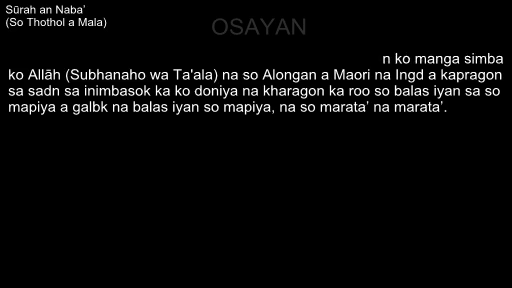 Sūrah an Naba’
(So Thothol a Mala)
OSAYAN
n ko manga simba
ko Allāh (Subhanaho wa Ta'ala) na so Alongan a Maori na Ingd a kapragon
sa sadn sa inimbasok ka ko doniya na kharagon ka roo so balas iyan sa so
mapiya a galbk na balas iyan so mapiya, na so marata’ na marata’.